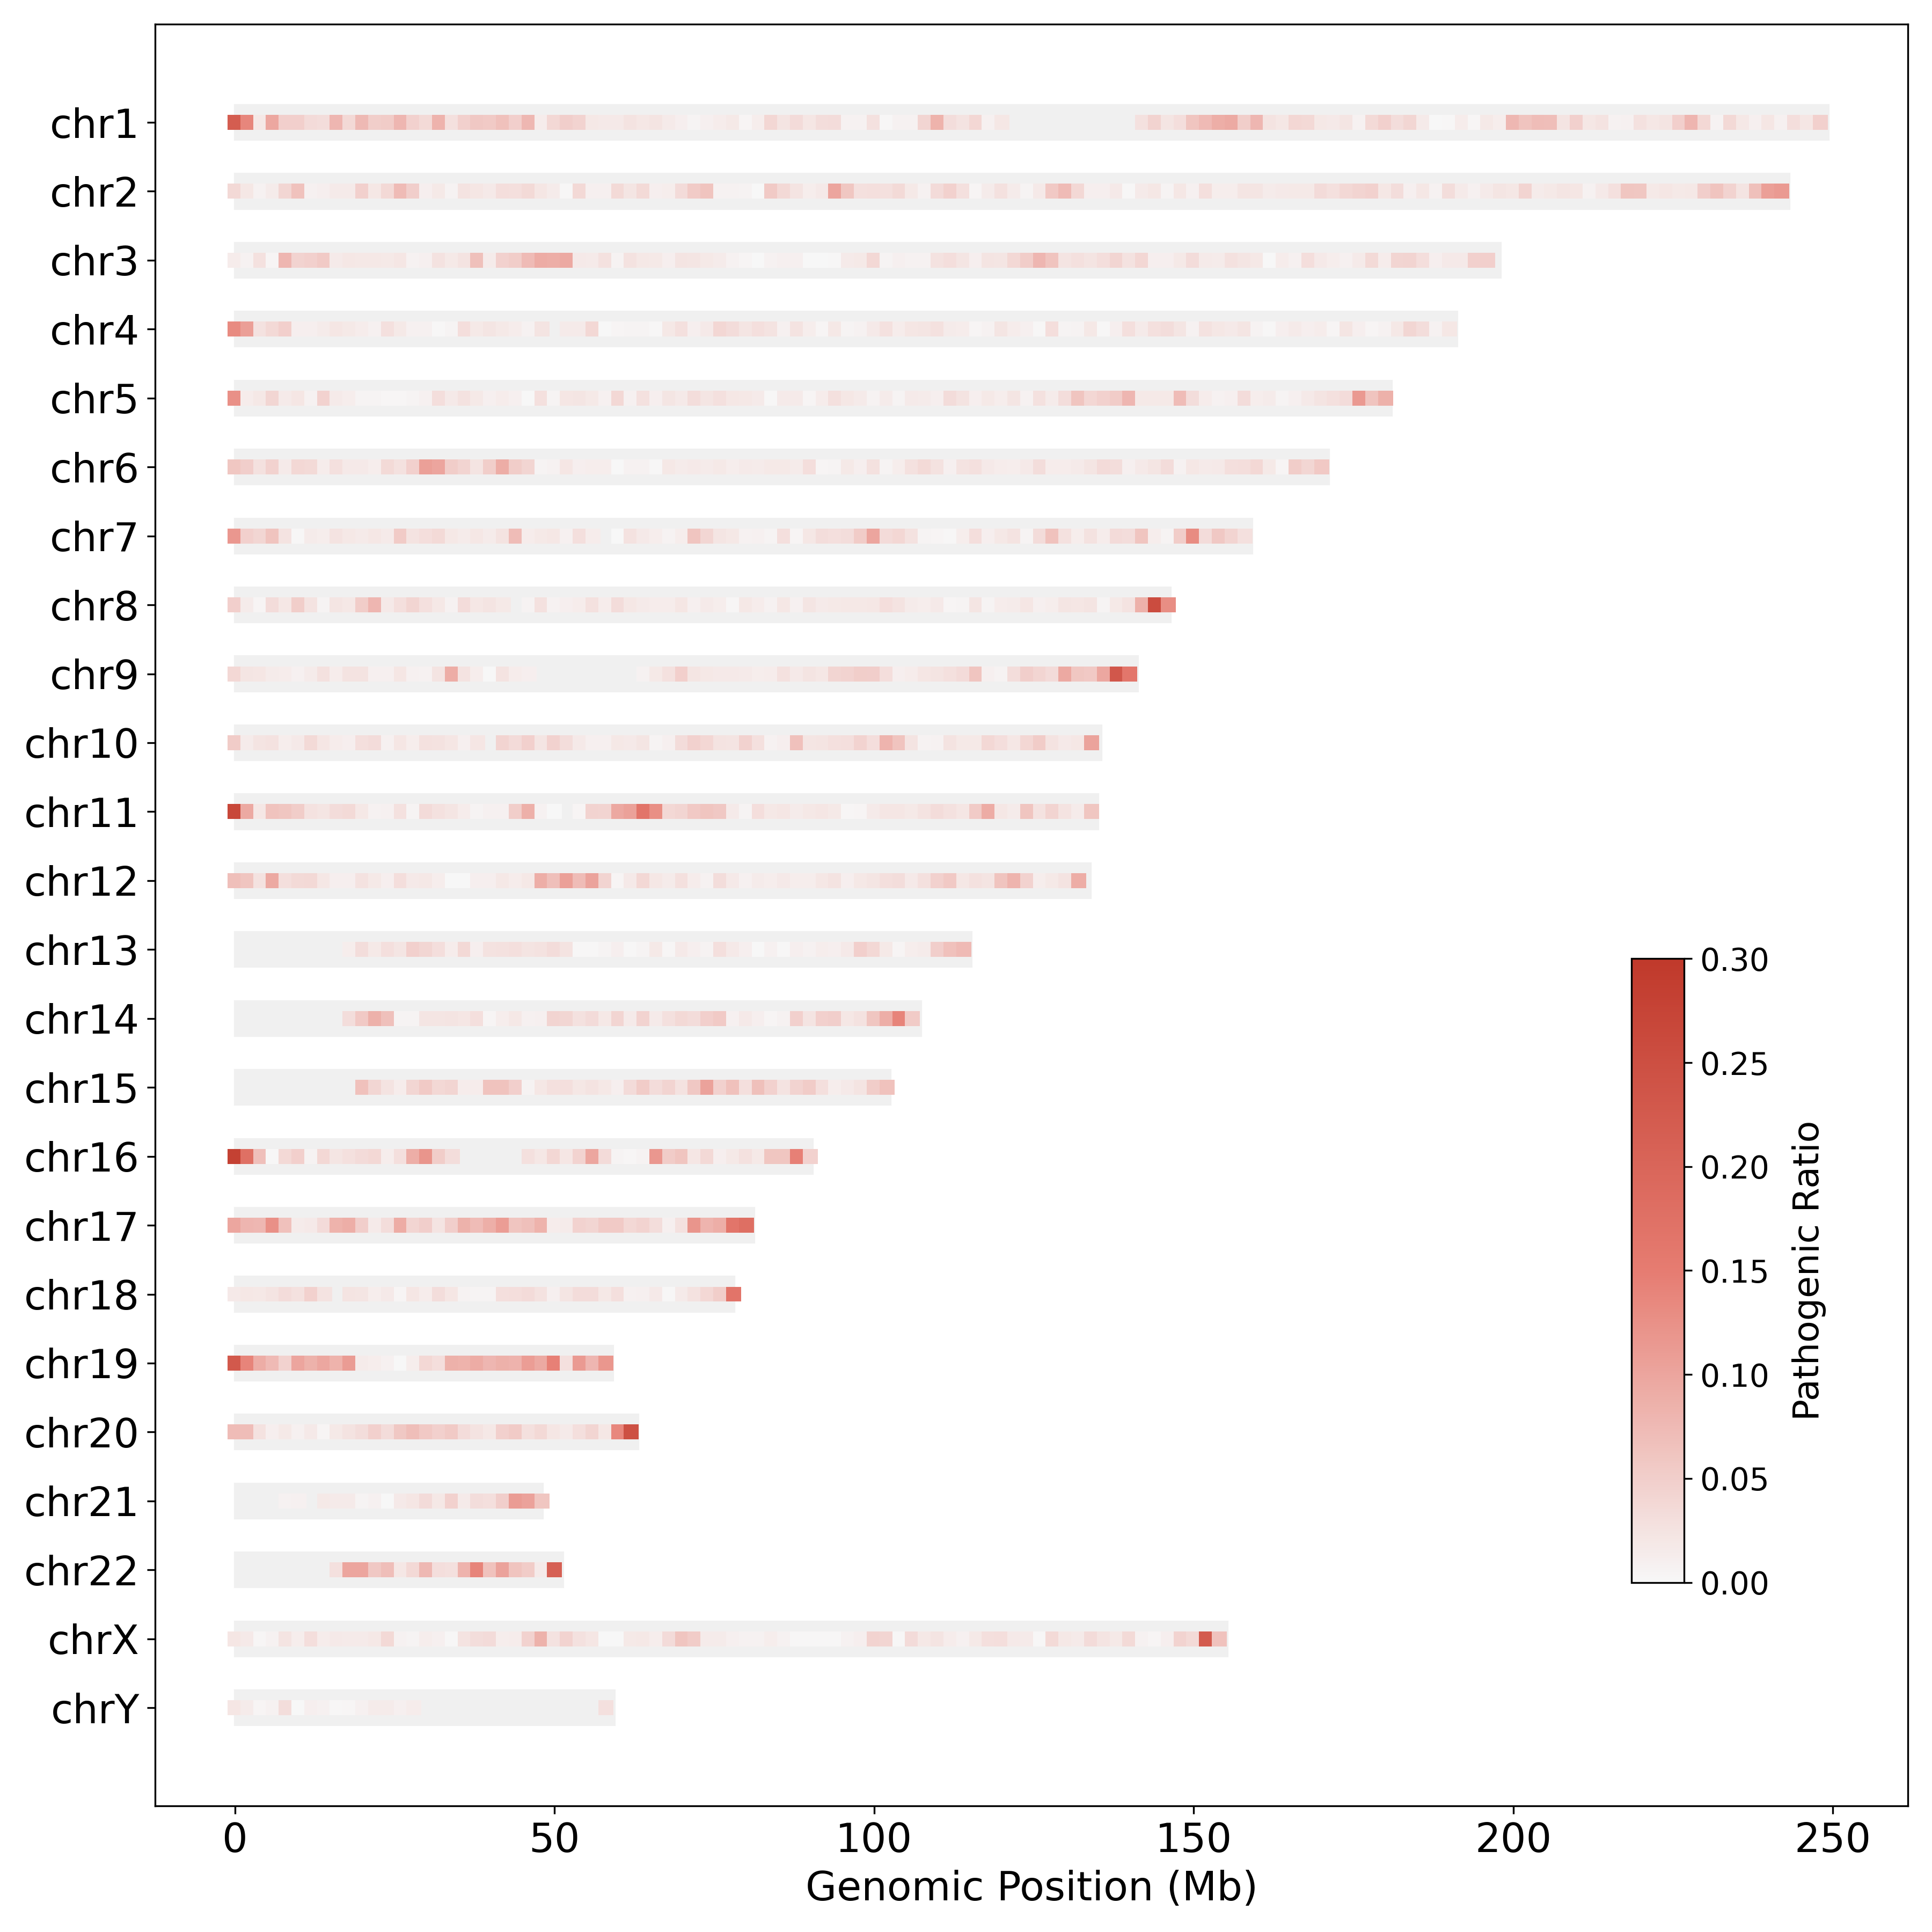 chr1
chr2
chr3
chr4
chr5
chr6
chr7
chr8
chr9
chr10
chr11
chr12
chr13
chr14
chr15
chr16
chr17
chr18
chr19
chr20
chr21
chr22
chrX
chrY
0 50 100 150 200 250
Genomic Position (Mb)
0.30
0.25
0.20
0.15
0.10
0.05
0.00
Pathogenic Ratio